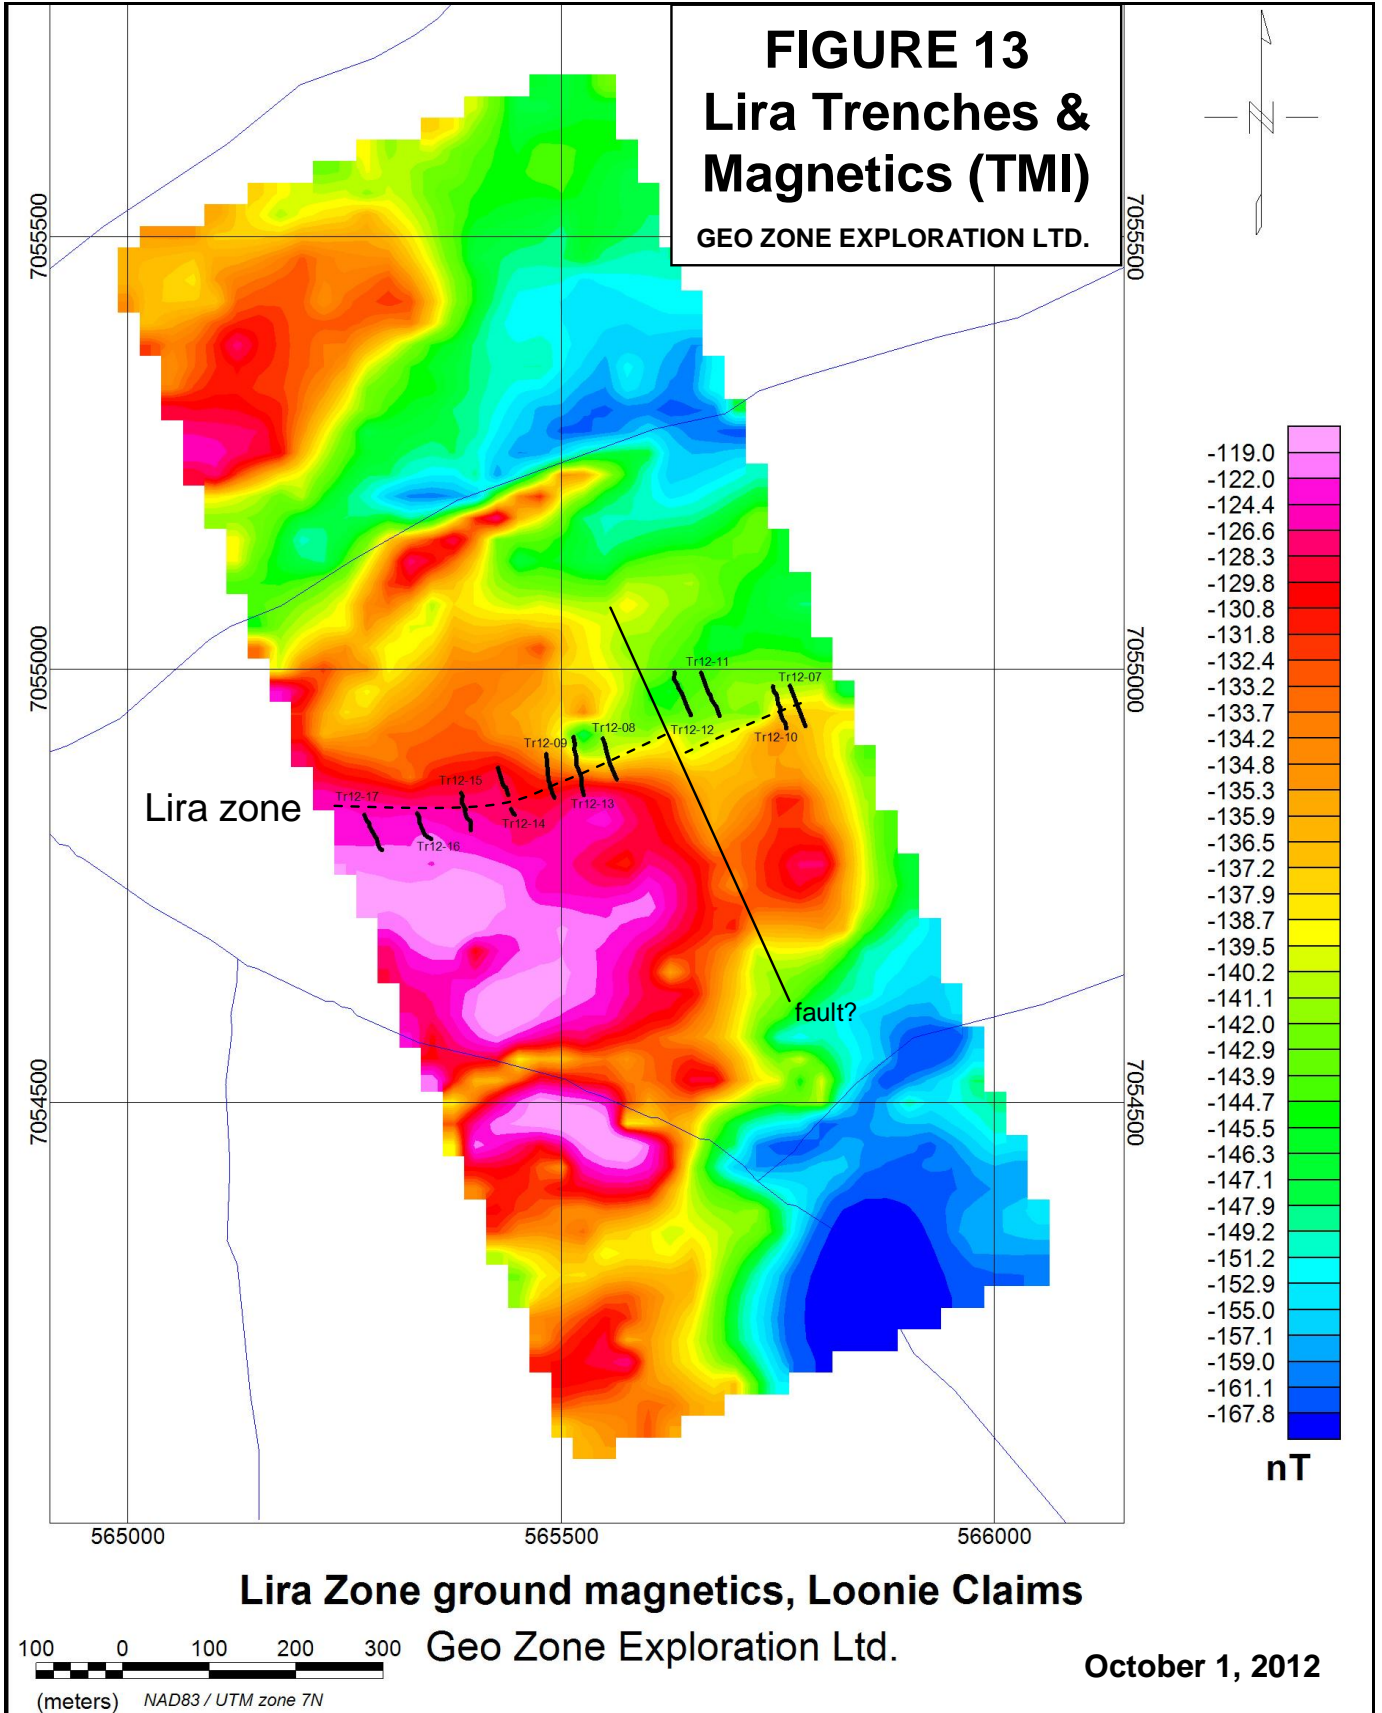 FIGURE 13
Lira Trenches &
Magnetics (TMI)
GEO ZONE EXPLORATION LTD.
N
7055500
7055500
7055000
7055000
7054500
7054500
Tr12-11
Tr12-07
Tr12-08
Tr12-12
Tr12-10
Tr12-09
Tr12-15
Tr12-17
Tr12-13
Tr12-14
Tr12-16
Lira zone
fault?
-119.0
-122.0
-124.4
-126.6
-128.3
-129.8
-130.8
-131.8
-132.4
-133.2
-133.7
-134.2
-134.8
-135.3
-135.9
-136.5
-137.2
-137.9
-138.7
-139.5
-140.2
-141.1
-142.0
-142.9
-143.9
-144.7
-145.5
-146.3
-147.1
-147.9
-149.2
-151.2
-152.9
-155.0
-157.1
-159.0
-161.1
-167.8
nT
565000 565500 566000
Lira Zone ground magnetics, Loonie Claims
Geo Zone Exploration Ltd.
100 0 100 200 300
(meters) NAD83 / UTM zone 7N
October 1, 2012